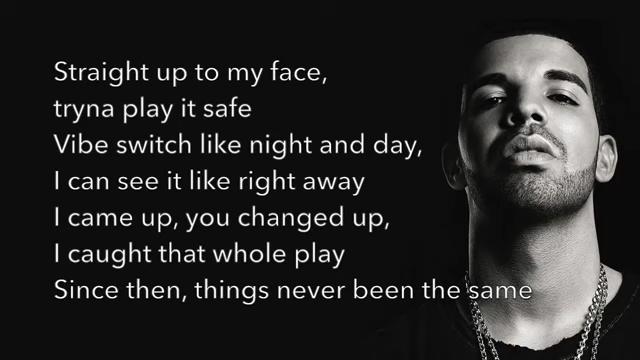 Straight up to my face,
tryna play it safe
Vibe switch like night and day,
I can see it like right away
I came up, you changed up,
I caught that whole play
Since then, things never been the same